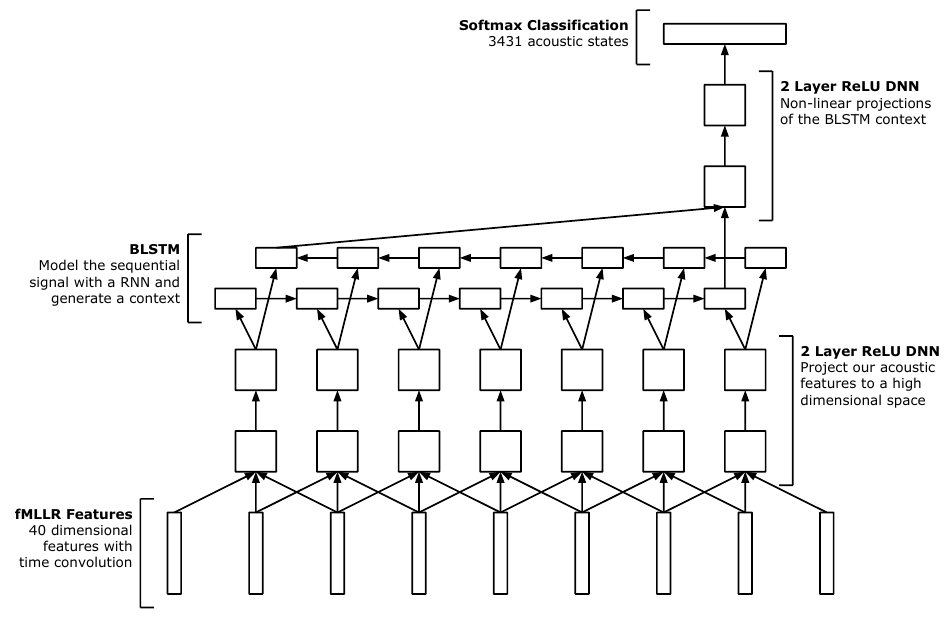 Softmax Classification
3431 acoustic states
2 Layer ReLU DNN
Non-linear projections
of the BLSTM context
BLSTM
Model the sequential
signal with a RNN and
generate a context
2 Layer ReLU DNN
Project our acoustic
features to a high
dimensional space
fMLLR Features
40 dimensional
features with
time convolution